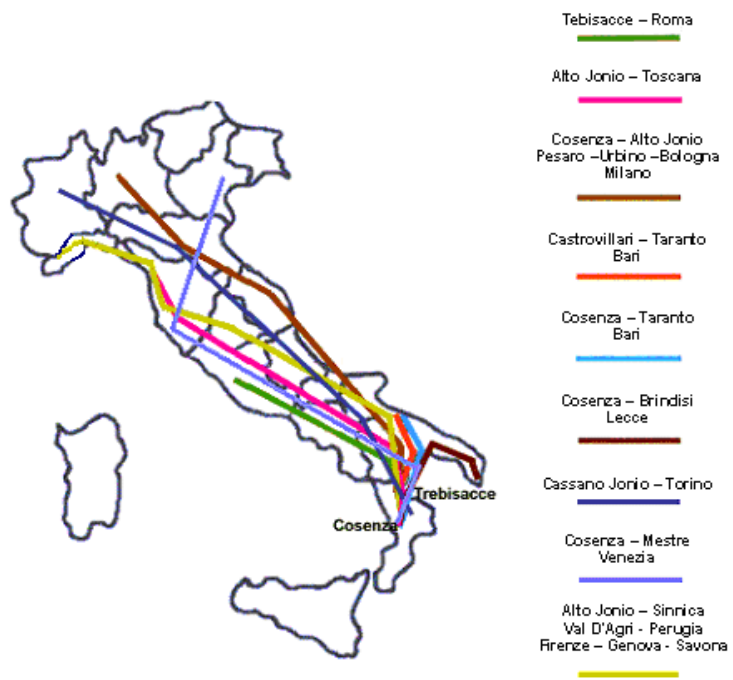 Tebisacce – Roma
Alto Jonio – Toscana
Cosenza – Alto Jonio
Pesaro –Urbino –Bologna
Milano
Castrovillari – Taranto
Bari
Cosenza – Taranto
Bari
Cosenza – Brindisi
Lecce
Cassano Jonio – Torino
Cosenza – Mestre
Venezia
Alto Jonio – Sinnica
Val D'Agri - Perugia
Firenze – Genova - Savona
Trebisacce
Cosenza